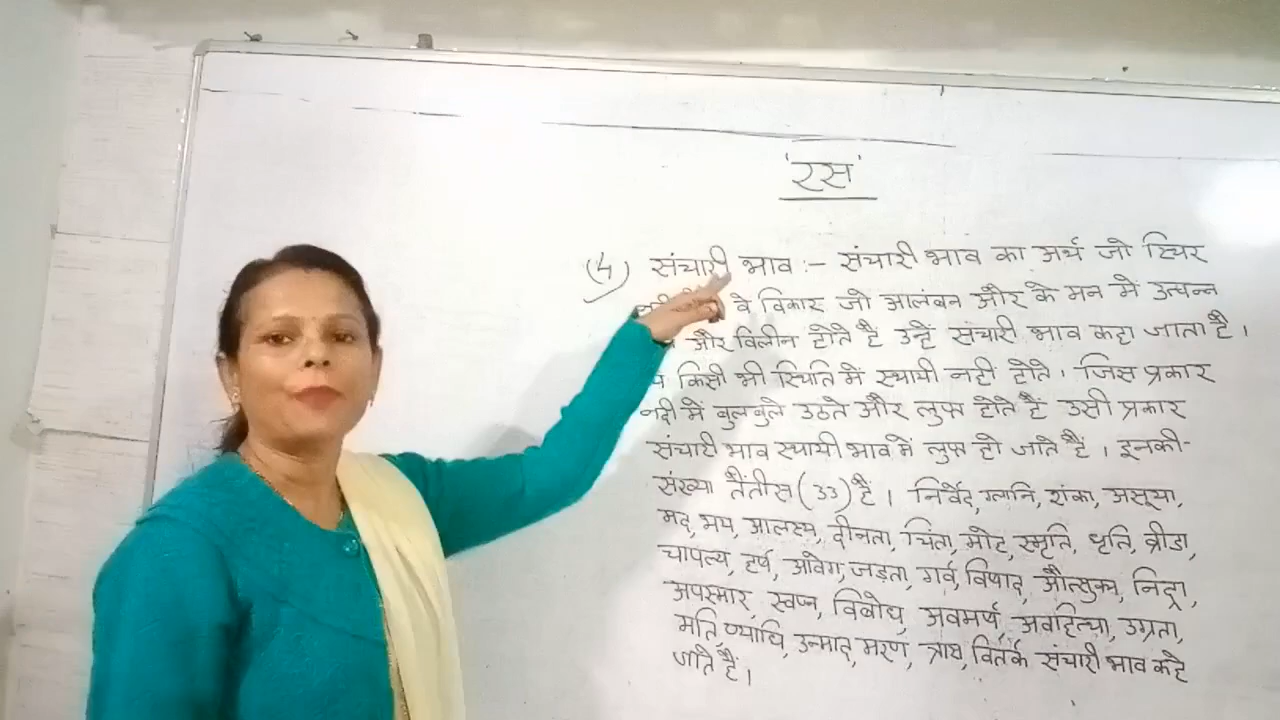 'रस'
(4) संचारी भाव :- संचारी भाव का अर्थ जो स्थिर
वे विकार जो आलंबन और के मन में उत्पन्न
और विलीन होते हैं उन्हें संचारी भाव कहा जाता है ।
किसी भी स्थिति में स्थायी नही होते । जिस प्रकार
नदी में बुलबुले उठते और लुप्त होते हैं उसी प्रकार
संचारी भाव स्थायी भाव में लुप्त हो जाते हैं । इनकी-
संख्या तैंतीस (33) है । निर्वेद, ग्लानि, शंका, असूया,
मद, भय, आलस्य, दीनता, चिंता, मोह, स्मृति, धृति, व्रीडा,
चापल्य, हर्ष, आवेग, जड़ता, गर्व, विषाद, औत्सुक्य, निद्रा,
अपस्मार, स्वप्न, विबोध, अवमर्ष, अवहित्था, उग्रता,
मति, व्याधि, उन्माद, मरण, त्रास, वितर्क संचारी भाव कहे
जाते है ।